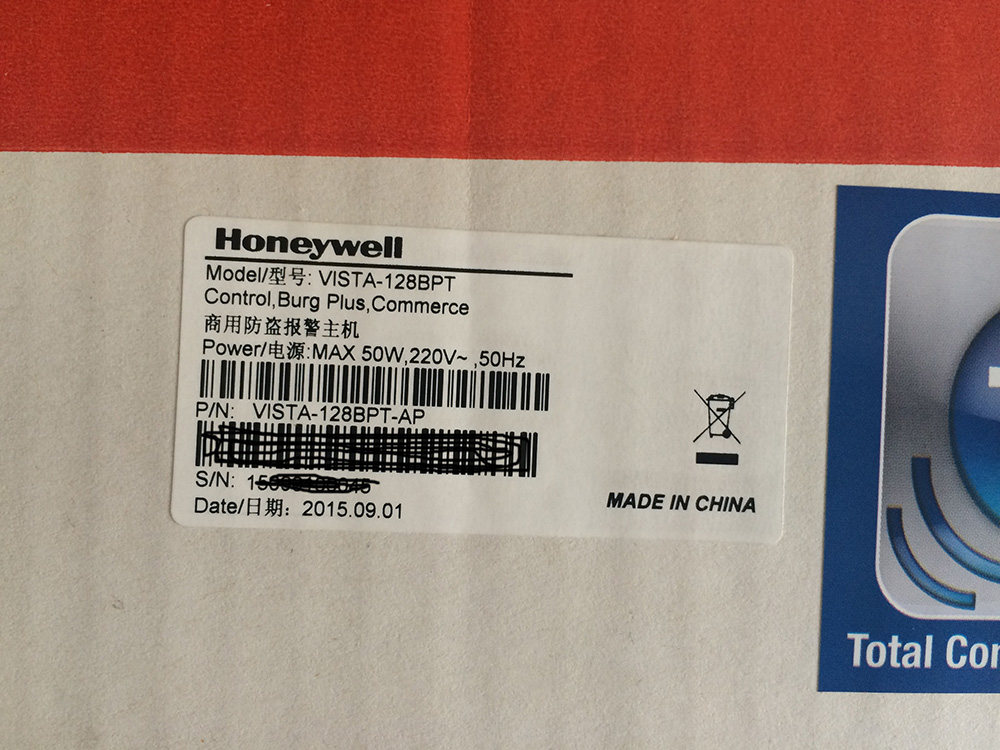 Honeywell
Model/型号: VISTA-128BPT
Control,Burg Plus,Commerce
商用防盗报警主机
Power/电源:MAX 50W,220V~ ,50Hz
P/N: VISTA-128BPT-AP
S/N:
Date/日期: 2015.09.01
MADE IN CHINA
Total